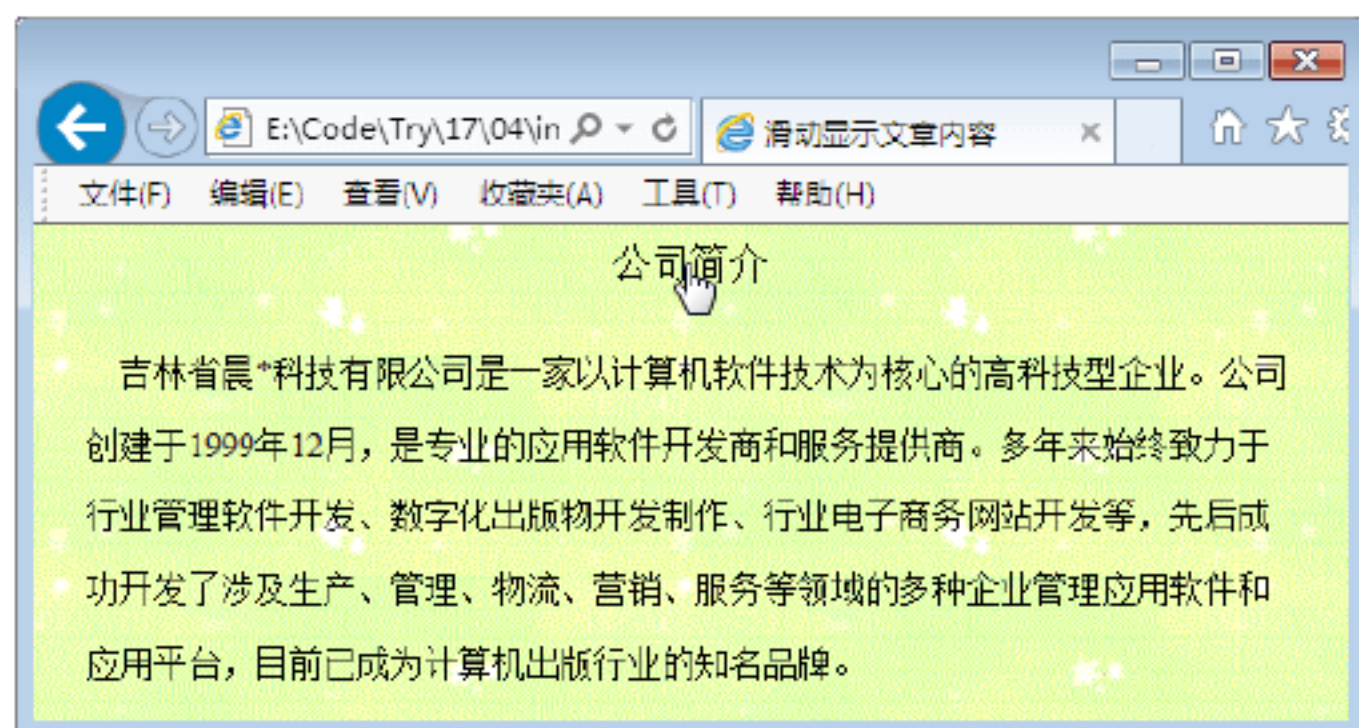 E:\Code\Try\17\04\in
滑动显示文章内容
文件(F) 编辑(E) 查看(V) 收藏夹(A) 工具(T) 帮助(H)
公司简介
吉林省晨*科技有限公司是一家以计算机软件技术为核心的高科技型企业。公司
创建于1999年12月，是专业的应用软件开发商和服务提供商。多年来始终致力于
行业管理软件开发、数字化出版物开发制作、行业电子商务网站开发等，先后成
功开发了涉及生产、管理、物流、营销、服务等领域的多种企业管理应用软件和
应用平台，目前已成为计算机出版行业的知名品牌。